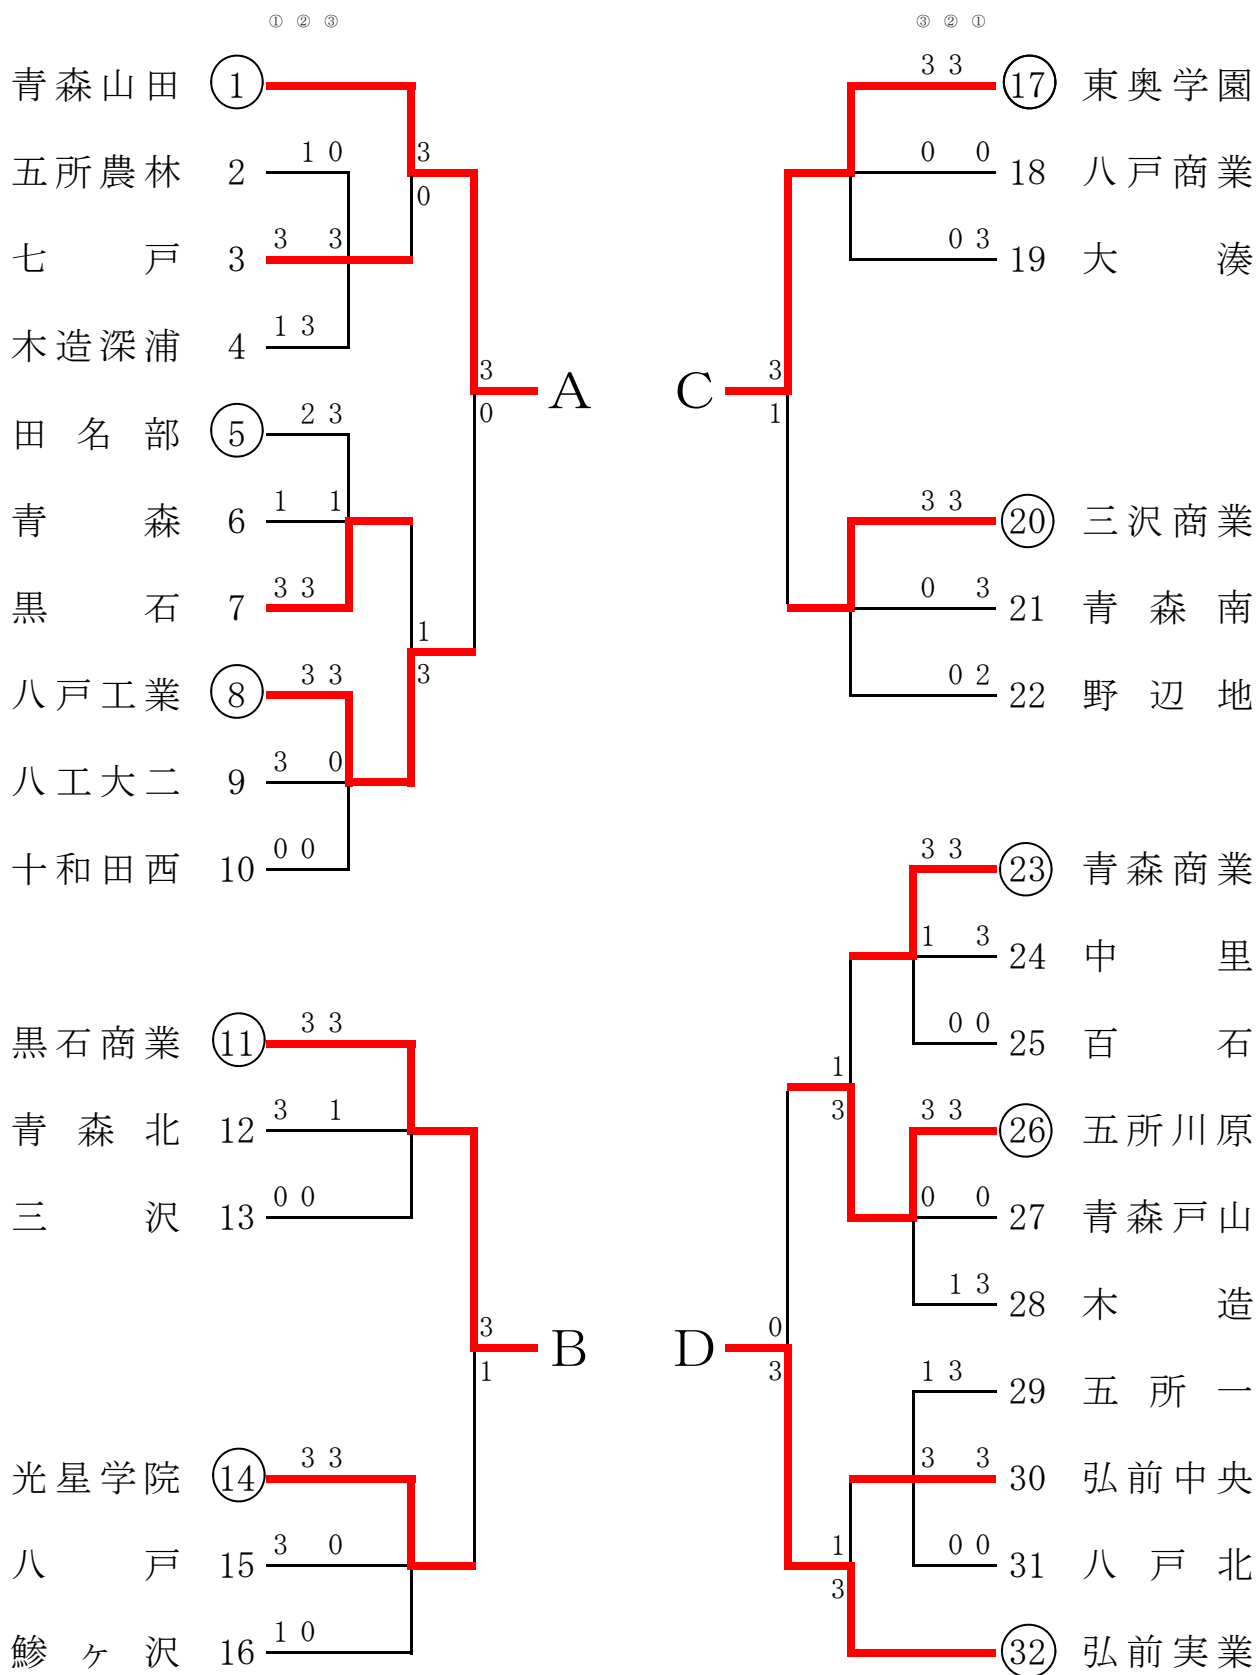 ① ② ③
青森山田 1
3
五所農林 2 1 0
0
七戸 3 3 3
木造深浦 4 1 3
3
A
0
田名部 5 2 3
青森 6 1 1
黒石 7 3 3
1
3
八戸工業 8 3 3
八工大二 9 3 0
十和田西 10 0 0
黒石商業 11 3 3
青森北 12 3 1
三沢 13 0 0
3
B
1
光星学院 14 3 3
八戸 15 3 0
鰺ヶ沢 16 1 0
③ ② ①
3 3 17 東奥学園
0 0 18 八戸商業
0 3 19 大湊
3
C
1
3 3 20 三沢商業
0 3 21 青森南
0 2 22 野辺地
3 3 23 青森商業
1 3 24 中里
0 0 25 百石
1
3
3 3 26 五所川原
0 0 27 青森戸山
1 3 28 木造
0
D
3
1 3 29 五所一
3 3 30 弘前中央
1
0 0 31 八戸北
3
32 弘前実業